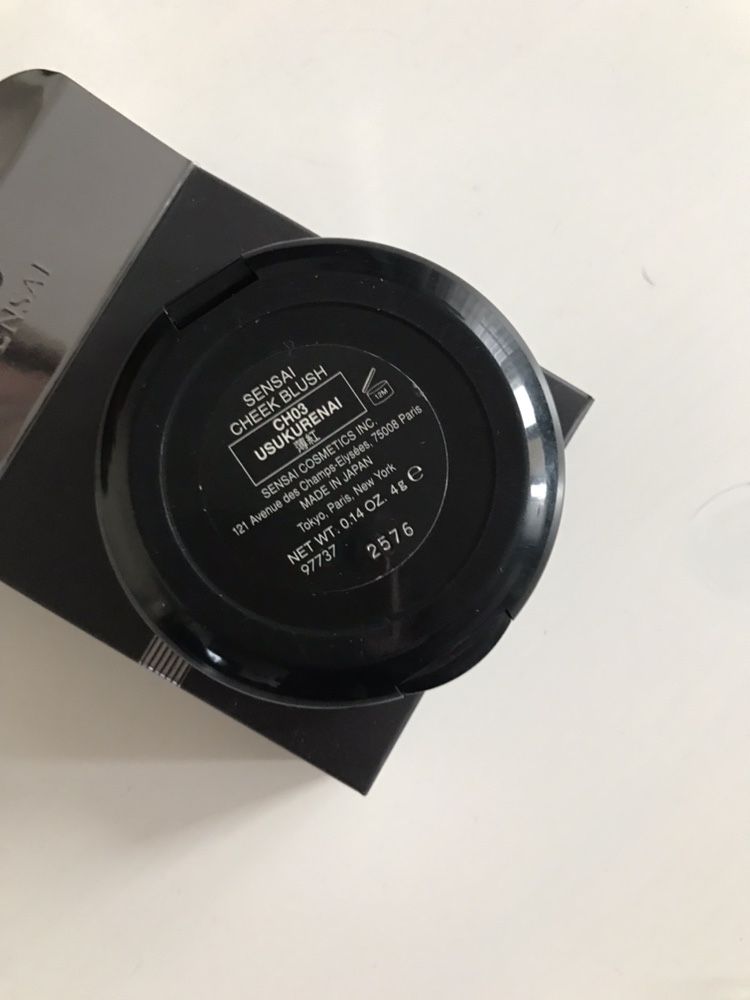 SENSAI
CHEEK BLUSH
CH03
USUKURENAI
薄紅
12M
SENSAI COSMETICS INC.
121 Avenue des Champs-Elysées, 75008 Paris
MADE IN JAPAN
Tokyo, Paris, New York
NET WT. 0.14 OZ. 4g ℮
97737
2576